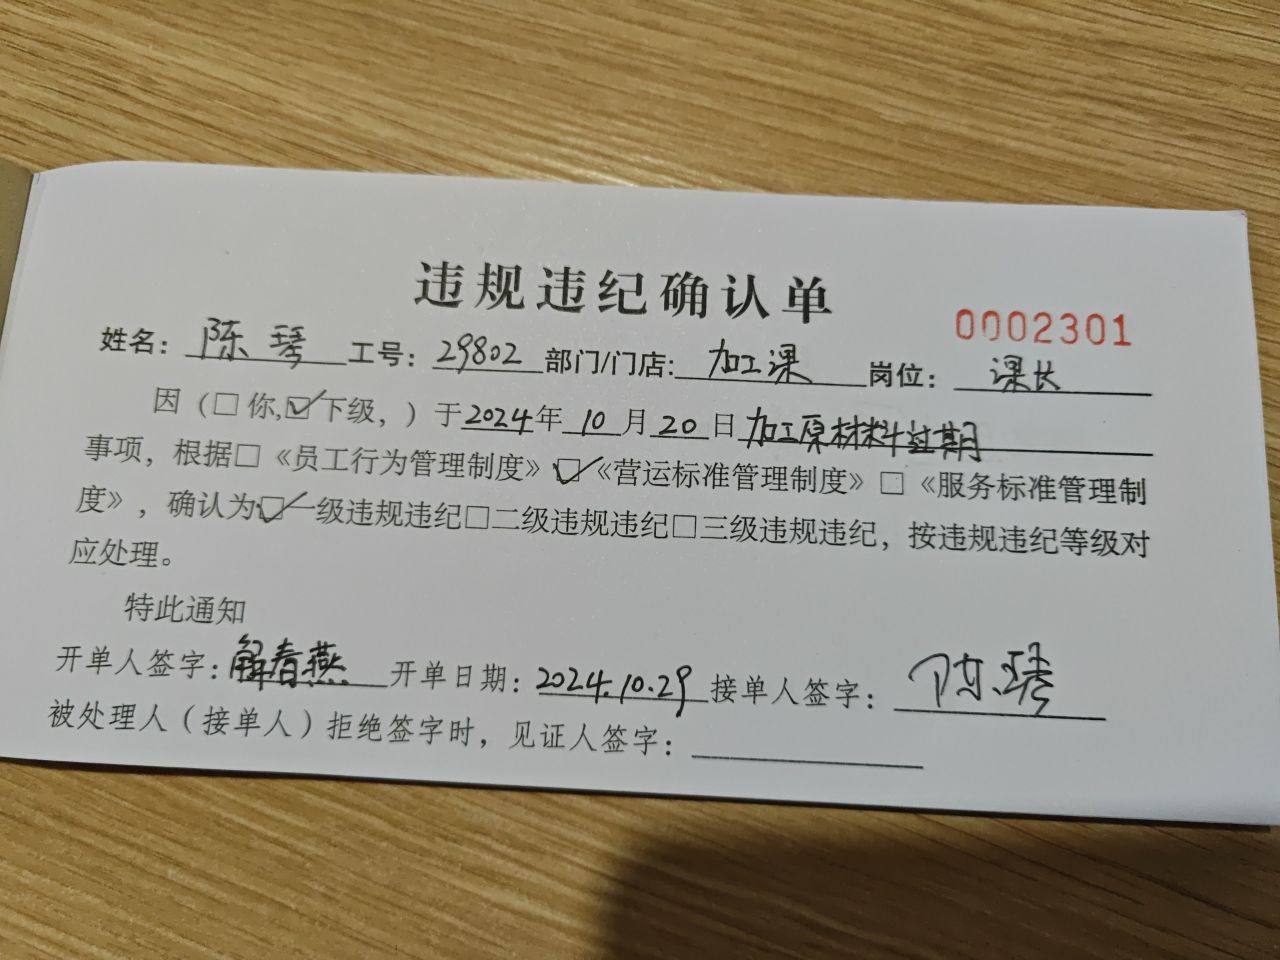 违规违纪确认单
0002301
姓名：陈琴 工号：29802 部门/门店：加工课 岗位：课长
因（□你,☑下级，）于2024年10月20日加工原材料过期
事项，根据□《员工行为管理制度》☑《营运标准管理制度》□《服务标准管理制
度》，确认为☑一级违规违纪□二级违规违纪□三级违规违纪，按违规违纪等级对
应处理。
特此通知
开单人签字：解春燕 开单日期：2024.10.29 接单人签字：陈琴
被处理人（接单人）拒绝签字时，见证人签字：